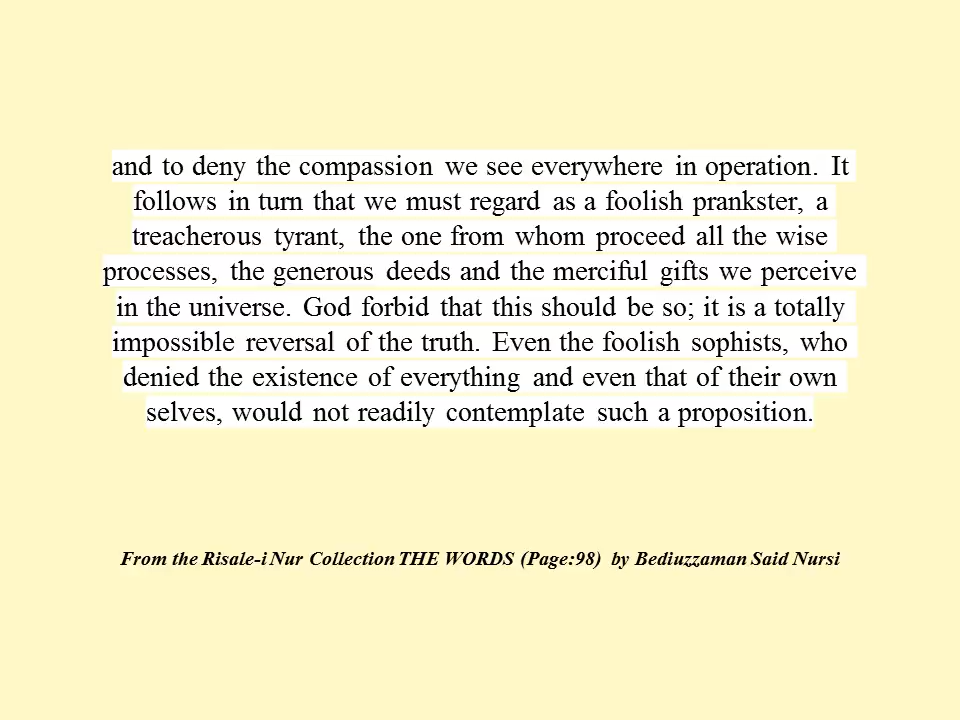 and to deny the compassion we see everywhere in operation. It
follows in turn that we must regard as a foolish prankster, a
treacherous tyrant, the one from whom proceed all the wise
processes, the generous deeds and the merciful gifts we perceive
in the universe. God forbid that this should be so; it is a totally
impossible reversal of the truth. Even the foolish sophists, who
denied the existence of everything and even that of their own
selves, would not readily contemplate such a proposition.
From the Risale-i Nur Collection THE WORDS (Page:98) by Bediuzzaman Said Nursi